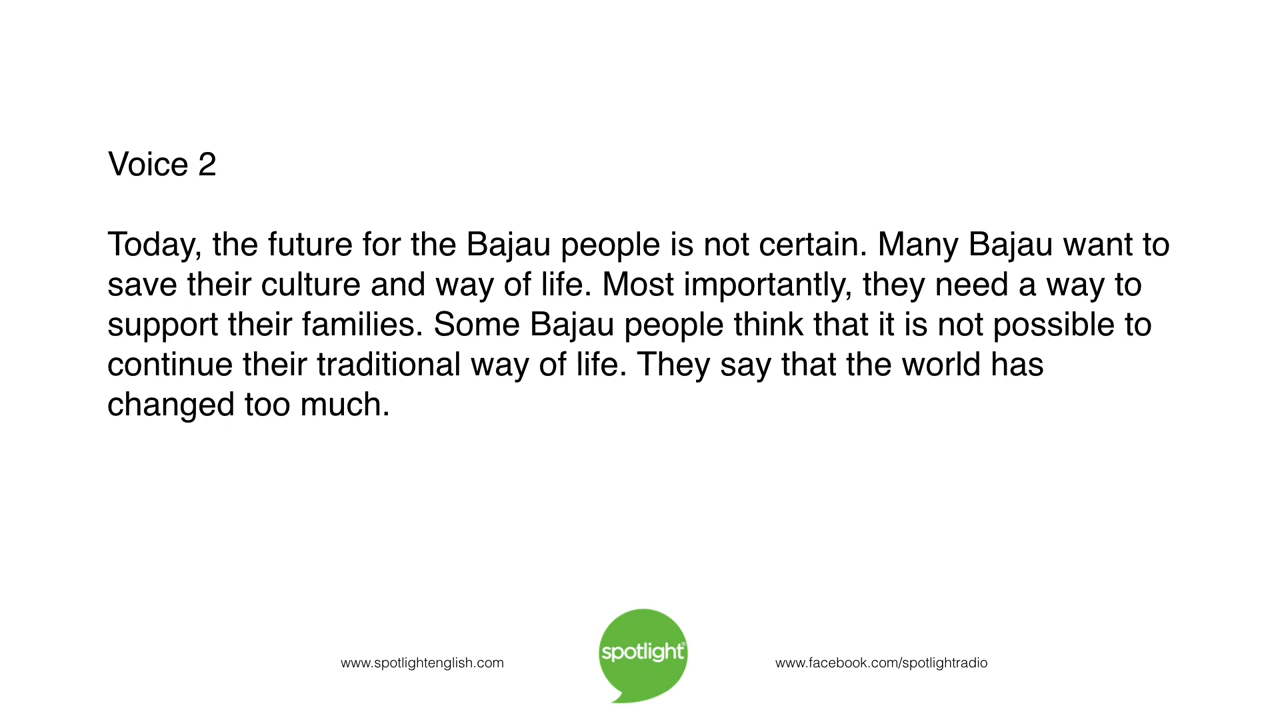 Voice 2
Today, the future for the Bajau people is not certain. Many Bajau want to
save their culture and way of life. Most importantly, they need a way to
support their families. Some Bajau people think that it is not possible to
continue their traditional way of life. They say that the world has
changed too much.
spotlight®
www.spotlightenglish.com
www.facebook.com/spotlightradio